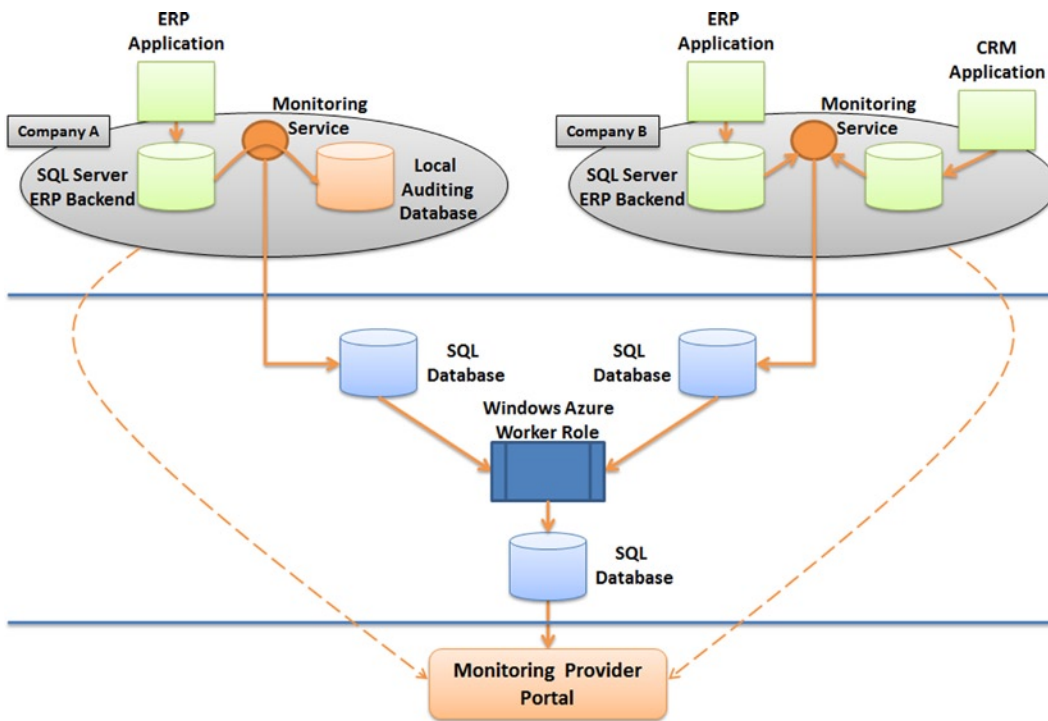 ERP
Application
Monitoring
Service
Company A
SQL Server
ERP Backend
Local
Auditing
Database
ERP
Application
CRM
Application
Monitoring
Service
Company B
SQL Server
ERP Backend
SQL
Database
SQL
Database
Windows Azure
Worker Role
SQL
Database
Monitoring Provider
Portal